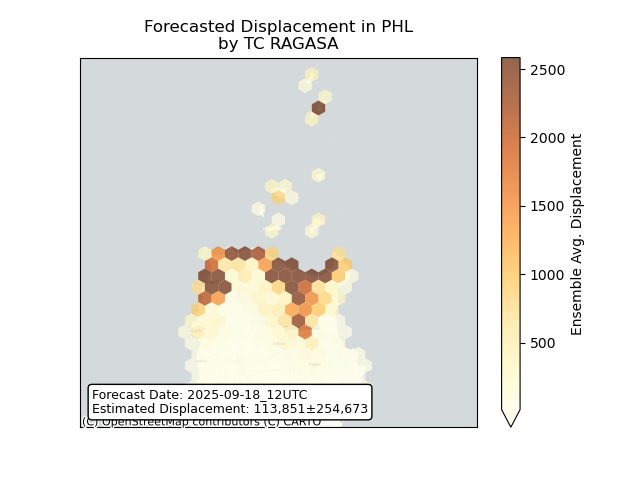 Forecasted Displacement in PHL
by TC RAGASA
2500
2000
1500
1000
500
Ensemble Avg. Displacement
Forecast Date: 2025-09-18_12UTC
Estimated Displacement: 113,851±254,673
(C) OpenStreetMap contributors (C) CARTO